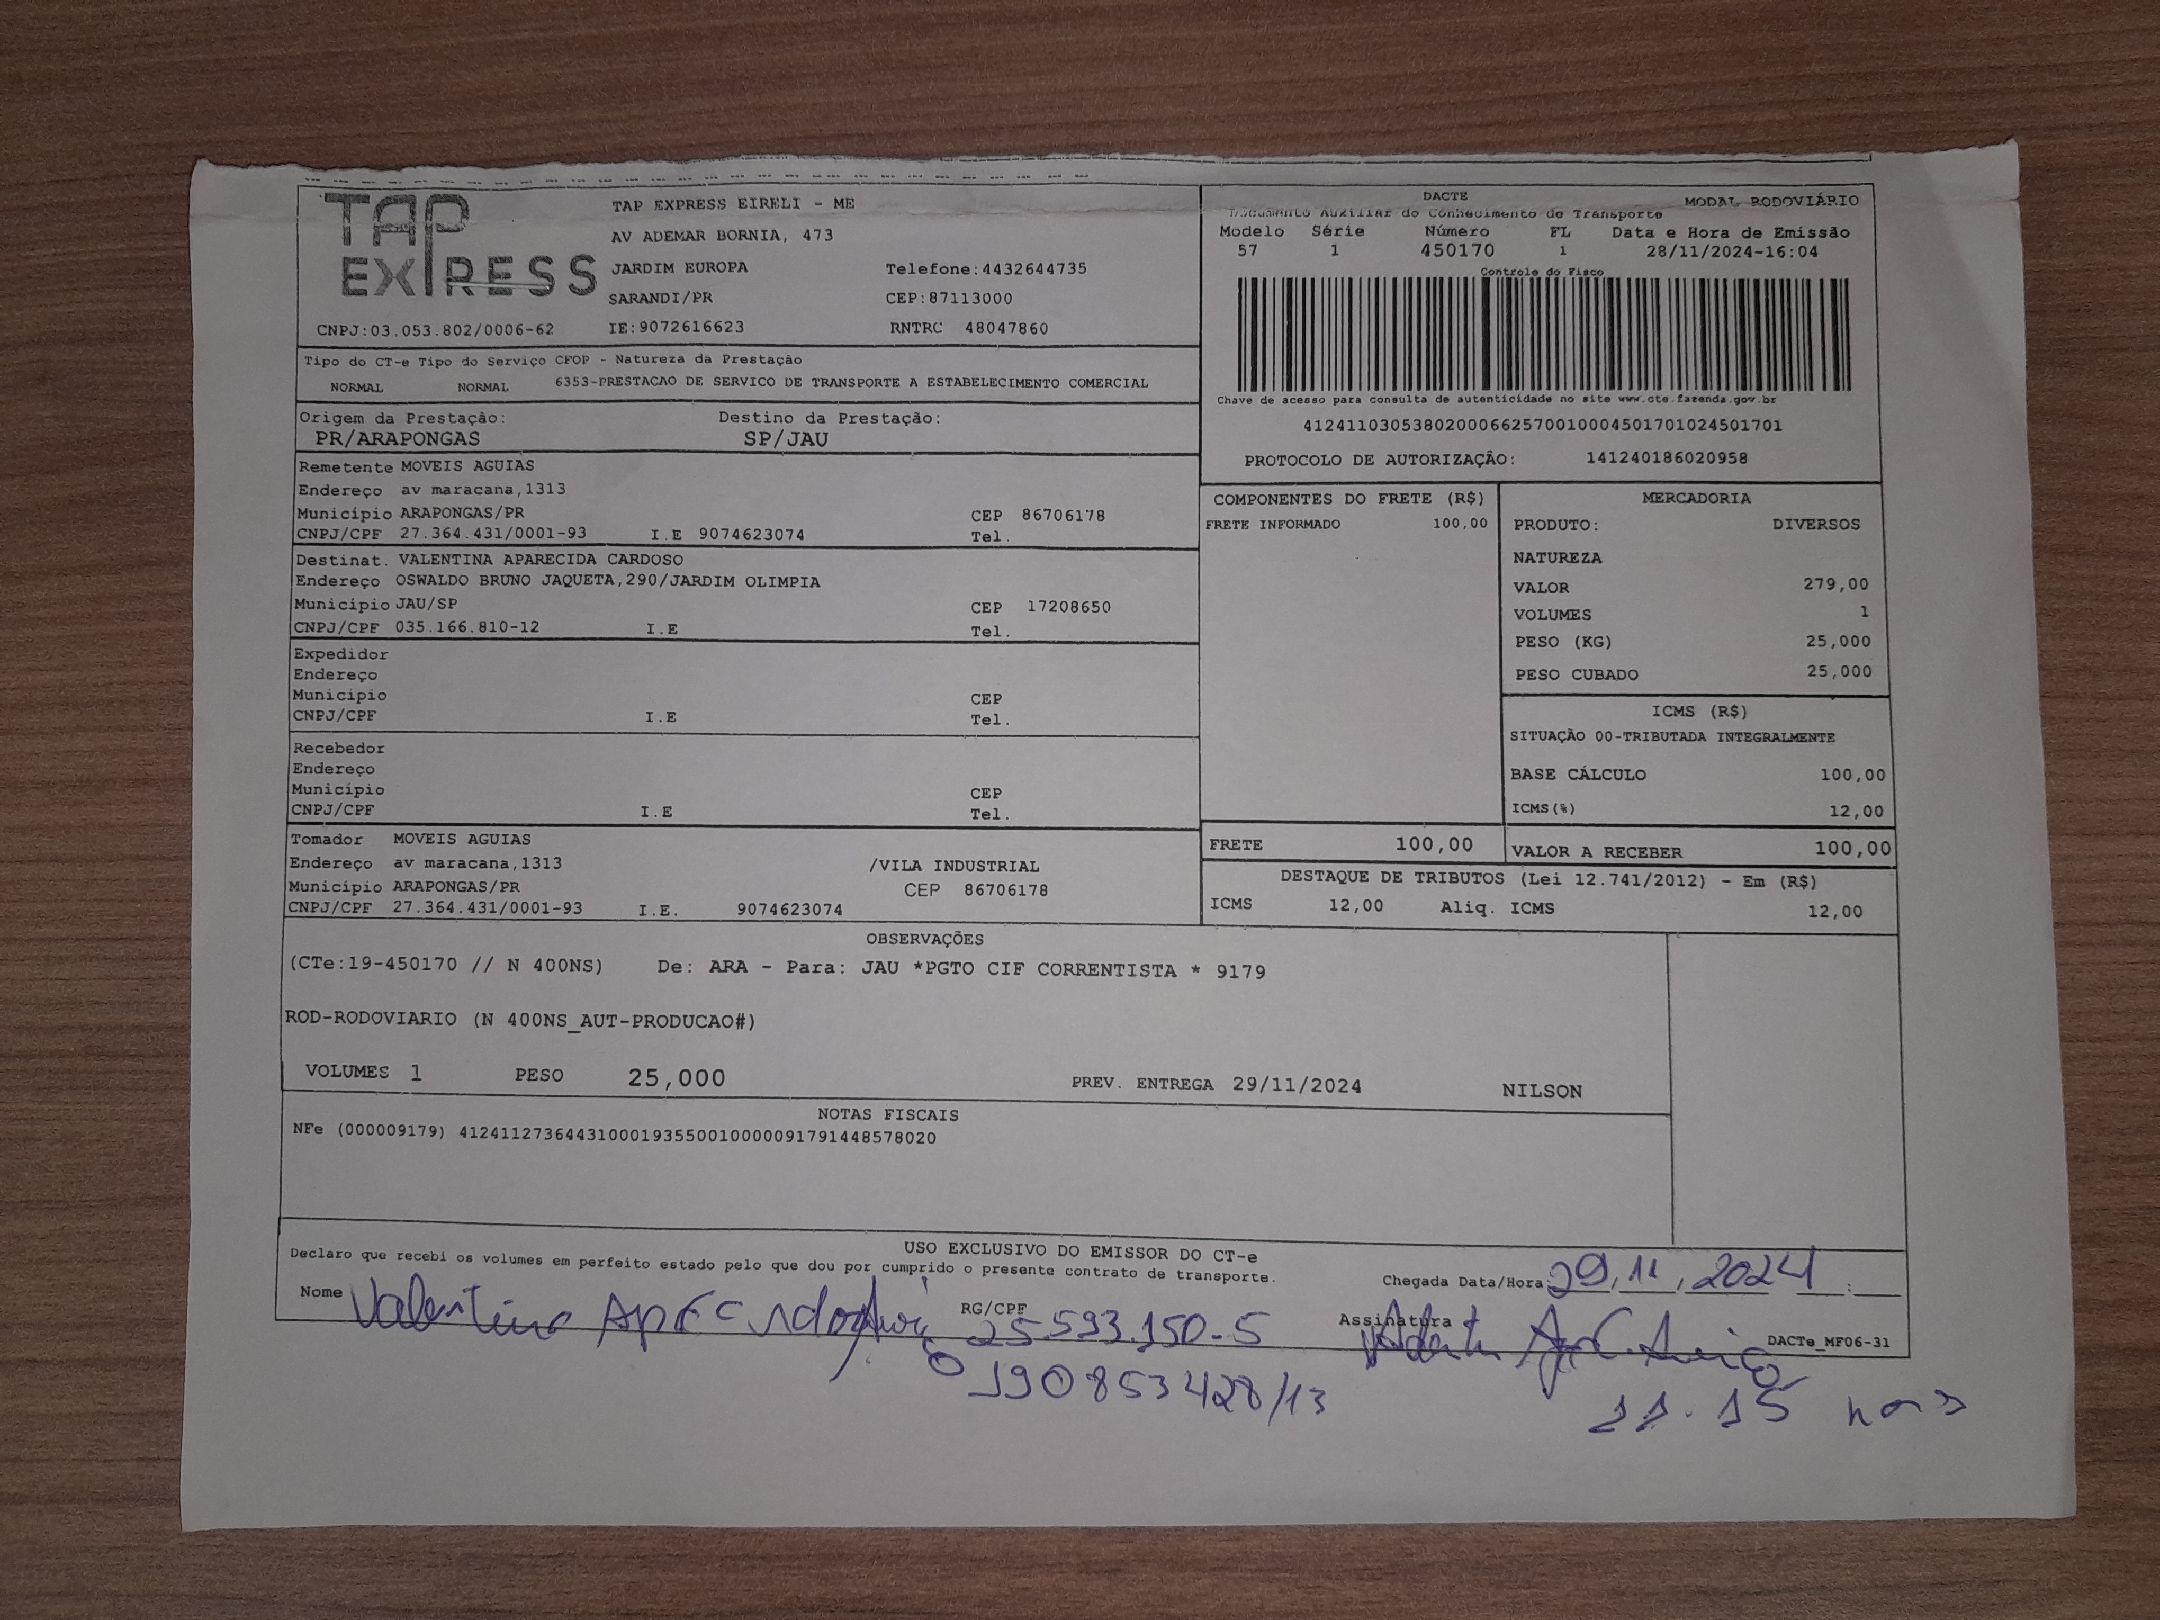 TAP EXPRESS
TAP EXPRESS EIRELI - ME
AV ADEMAR BORNIA, 473
JARDIM EUROPA Telefone:4432644735
SARANDI/PR CEP:87113000
CNPJ:03.053.802/0006-62 IE:9072616623 RNTRC 48047860
DACTE MODAL RODOVIÁRIO
Documento Auxiliar do Conhecimento de Transporte
Modelo Série Número FL Data e Hora de Emissão
57 1 450170 1 28/11/2024-16:04
Controle do Fisco
Chave de acesso para consulta de autenticidade no site www.cte.fazenda.gov.br
41241103053802000662570010004501701024501701
PROTOCOLO DE AUTORIZAÇÃO: 141240186020958
Tipo do CT-e Tipo do Serviço CFOP - Natureza da Prestação
NORMAL NORMAL 6353-PRESTACAO DE SERVICO DE TRANSPORTE A ESTABELECIMENTO COMERCIAL
Origem da Prestação: Destino da Prestação:
PR/ARAPONGAS SP/JAU
Remetente MOVEIS AGUIAS
Endereço av maracana,1313
Município ARAPONGAS/PR CEP 86706178
CNPJ/CPF 27.364.431/0001-93 I.E 9074623074 Tel.
Destinat. VALENTINA APARECIDA CARDOSO
Endereço OSWALDO BRUNO JAQUETA,290/JARDIM OLIMPIA
Município JAU/SP CEP 17208650
CNPJ/CPF 035.166.810-12 I.E Tel.
Expedidor
Endereço
Município CEP
CNPJ/CPF I.E Tel.
Recebedor
Endereço
Município CEP
CNPJ/CPF I.E Tel.
Tomador MOVEIS AGUIAS
Endereço av maracana,1313 /VILA INDUSTRIAL
Município ARAPONGAS/PR CEP 86706178
CNPJ/CPF 27.364.431/0001-93 I.E. 9074623074
COMPONENTES DO FRETE (R$)
FRETE INFORMADO 100,00
MERCADORIA
PRODUTO: DIVERSOS
NATUREZA
VALOR 279,00
VOLUMES 1
PESO (KG) 25,000
PESO CUBADO 25,000
ICMS (R$)
SITUAÇÃO 00-TRIBUTADA INTEGRALMENTE
BASE CÁLCULO 100,00
ICMS(%) 12,00
FRETE 100,00 VALOR A RECEBER 100,00
DESTAQUE DE TRIBUTOS (Lei 12.741/2012) - Em (R$)
ICMS 12,00 Aliq. ICMS 12,00
OBSERVAÇÕES
(CTe:19-450170 // N 400NS) De: ARA - Para: JAU *PGTO CIF CORRENTISTA * 9179
ROD-RODOVIARIO (N 400NS_AUT-PRODUCAO#)
VOLUMES 1 PESO 25,000 PREV. ENTREGA 29/11/2024 NILSON
NOTAS FISCAIS
NFe (000009179) 41241127364431000193550010000091791448578020
USO EXCLUSIVO DO EMISSOR DO CT-e
Declaro que recebi os volumes em perfeito estado pelo que dou por cumprido o presente contrato de transporte.
Chegada Data/Hora: 29,11,2024 :
Nome Valentina Ap RG/CPF 25 593.150-5 Assinatura
DACTe_MF06-31
190853428/13
11.15 horas